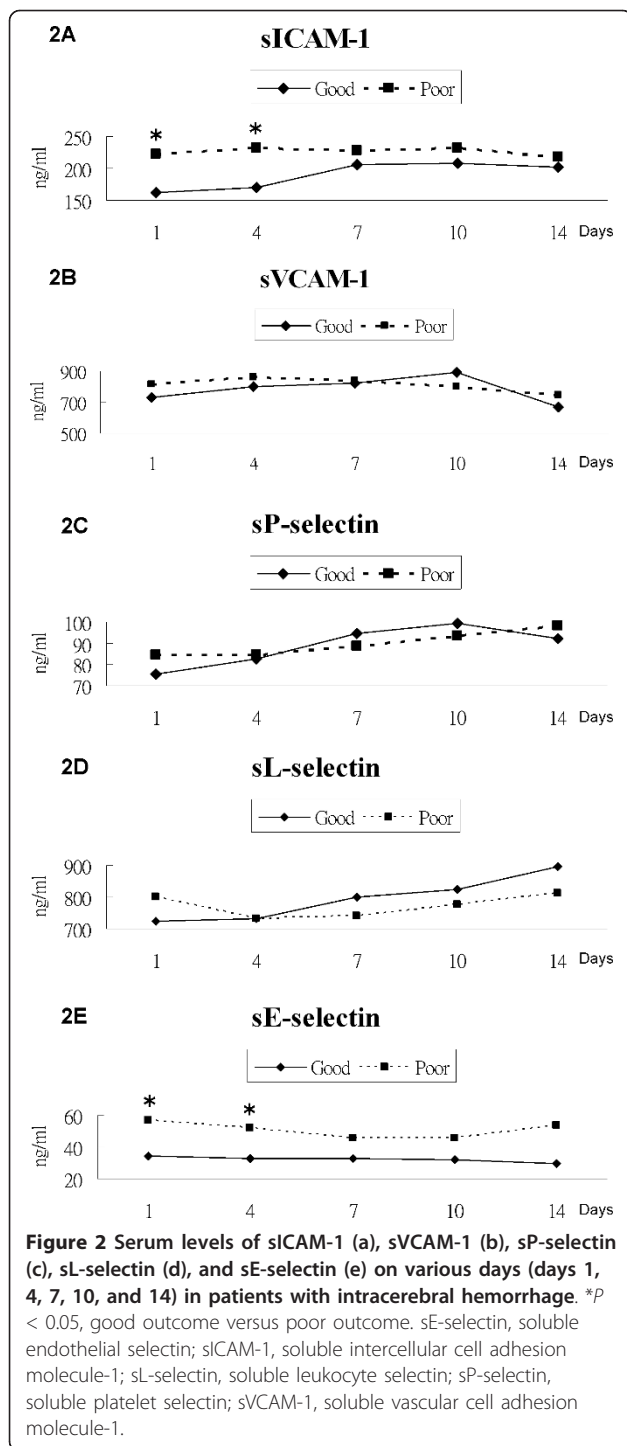 2A
sICAM-1
Good Poor
* *
250
200
150
ng/ml
1 4 7 10 14 Days
2B
sVCAM-1
Good Poor
900
700
500
ng/ml
1 4 7 10 14 Days
2C
sP-selectin
Good Poor
100
90
80
70
ng/ml
1 4 7 10 14 Days
2D
sL-selectin
Good Poor
900
800
700
ng/ml
1 4 7 10 14 Days
2E
sE-selectin
Good Poor
* *
60
40
20
ng/ml
1 4 7 10 14 Days
Figure 2 Serum levels of sICAM-1 (a), sVCAM-1 (b), sP-selectin
(c), sL-selectin (d), and sE-selectin (e) on various days (days 1,
4, 7, 10, and 14) in patients with intracerebral hemorrhage. *P
< 0.05, good outcome versus poor outcome. sE-selectin, soluble
endothelial selectin; sICAM-1, soluble intercellular cell adhesion
molecule-1; sL-selectin, soluble leukocyte selectin; sP-selectin,
soluble platelet selectin; sVCAM-1, soluble vascular cell adhesion
molecule-1.